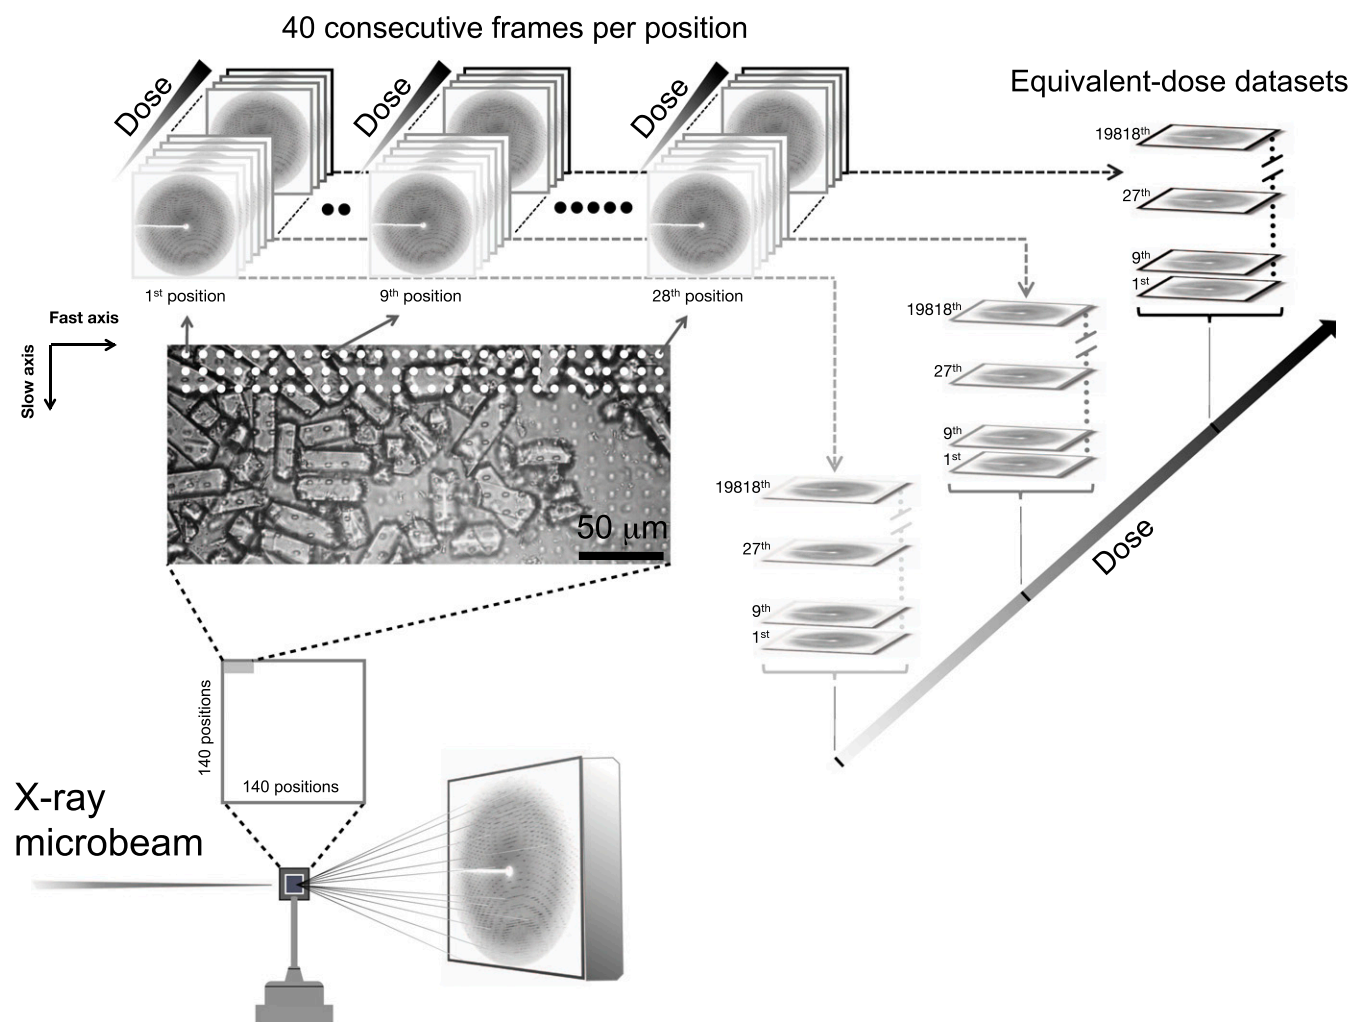 40 consecutive frames per position
Equivalent-dose datasets
Dose
Dose
Dose
19818th
27th
9th
1st
1st position
9th position
28th position
19818th
27th
9th
1st
Fast axis
Slow axis
50 μm
19818th
27th
9th
1st
Dose
140 positions
140 positions
X-ray
microbeam